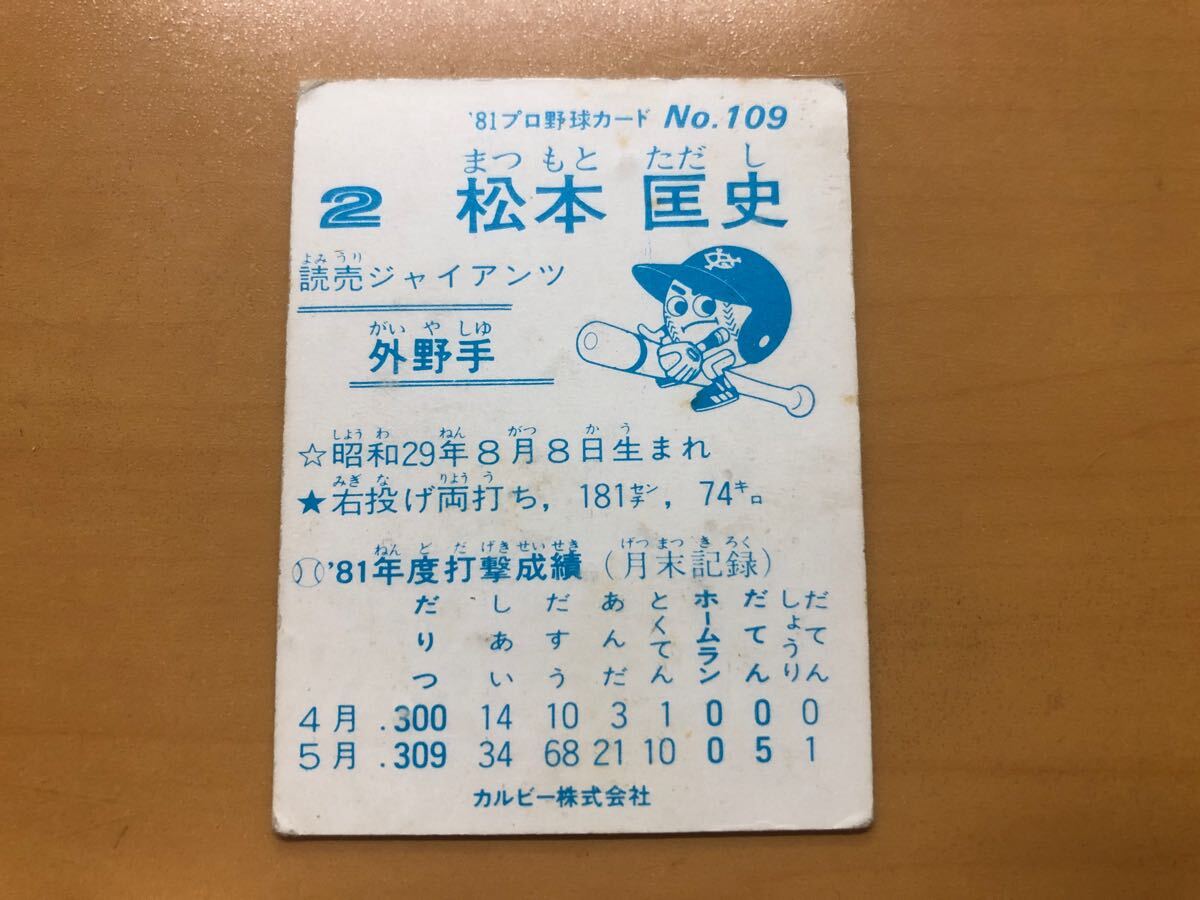 '81プロ野球カード No.109
まつ もと ただ し
2 松本 匡史
よみ うり
読売ジャイアンツ
がい や しゆ
外野手
しよう わ ねん がつ か う
☆昭和29年8月8日生まれ
みぎ な りよう う
★右投げ両打ち, 181センチ, 74キロ
ねん ど だ げき せい せき げつ まつ き ろく
'81年度打撃成績(月末記録)
だりつ しあい だすう あんだ とくてん ホームラン だてん しょうりだてん
4月 .300 14 10 3 1 0 0 0
5月 .309 34 68 21 10 0 5 1
カルビー株式会社